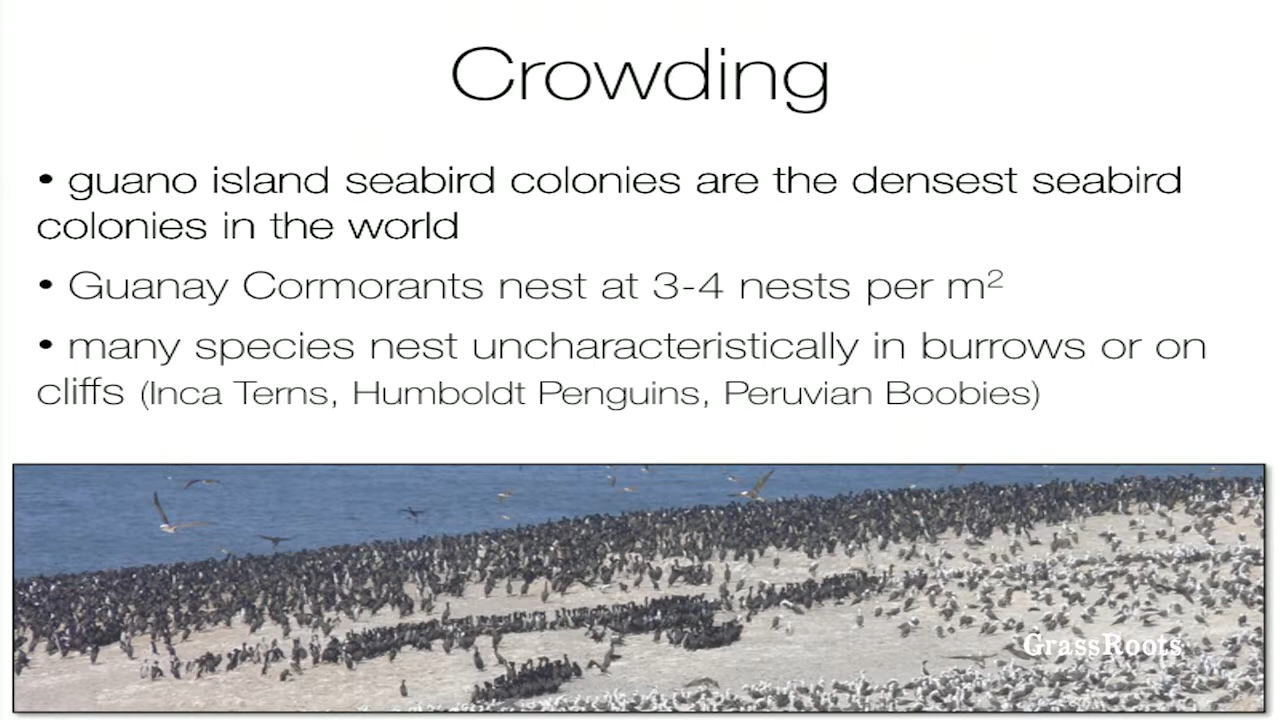 Crowding
• guano island seabird colonies are the densest seabird
colonies in the world
• Guanay Cormorants nest at 3-4 nests per m²
• many species nest uncharacteristically in burrows or on
cliffs (Inca Terns, Humboldt Penguins, Peruvian Boobies)
GrassRoots